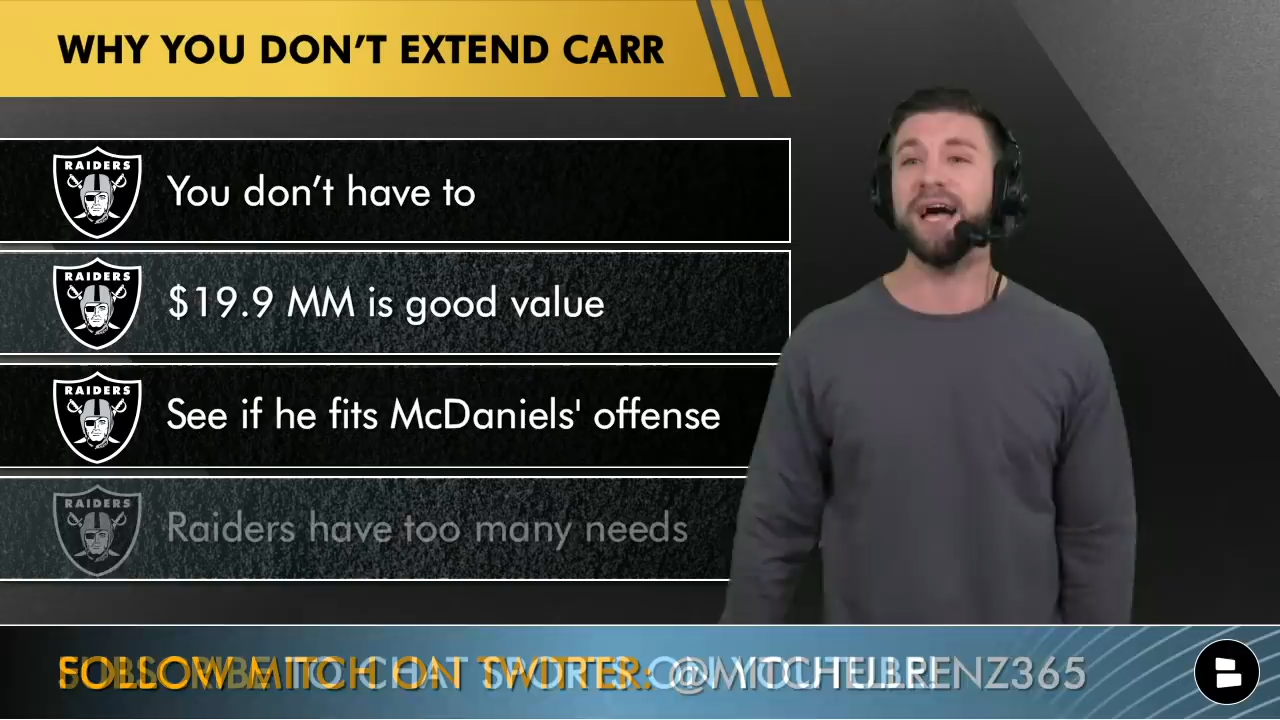 WHY YOU DON’T EXTEND CARR
RAIDERS
You don’t have to
RAIDERS
$19.9 MM is good value
RAIDERS
See if he fits McDaniels' offense
RAIDERS
Raiders have too many needs
FOLLOW MITCH ON TWITTER: @MITCHELLRENZ365